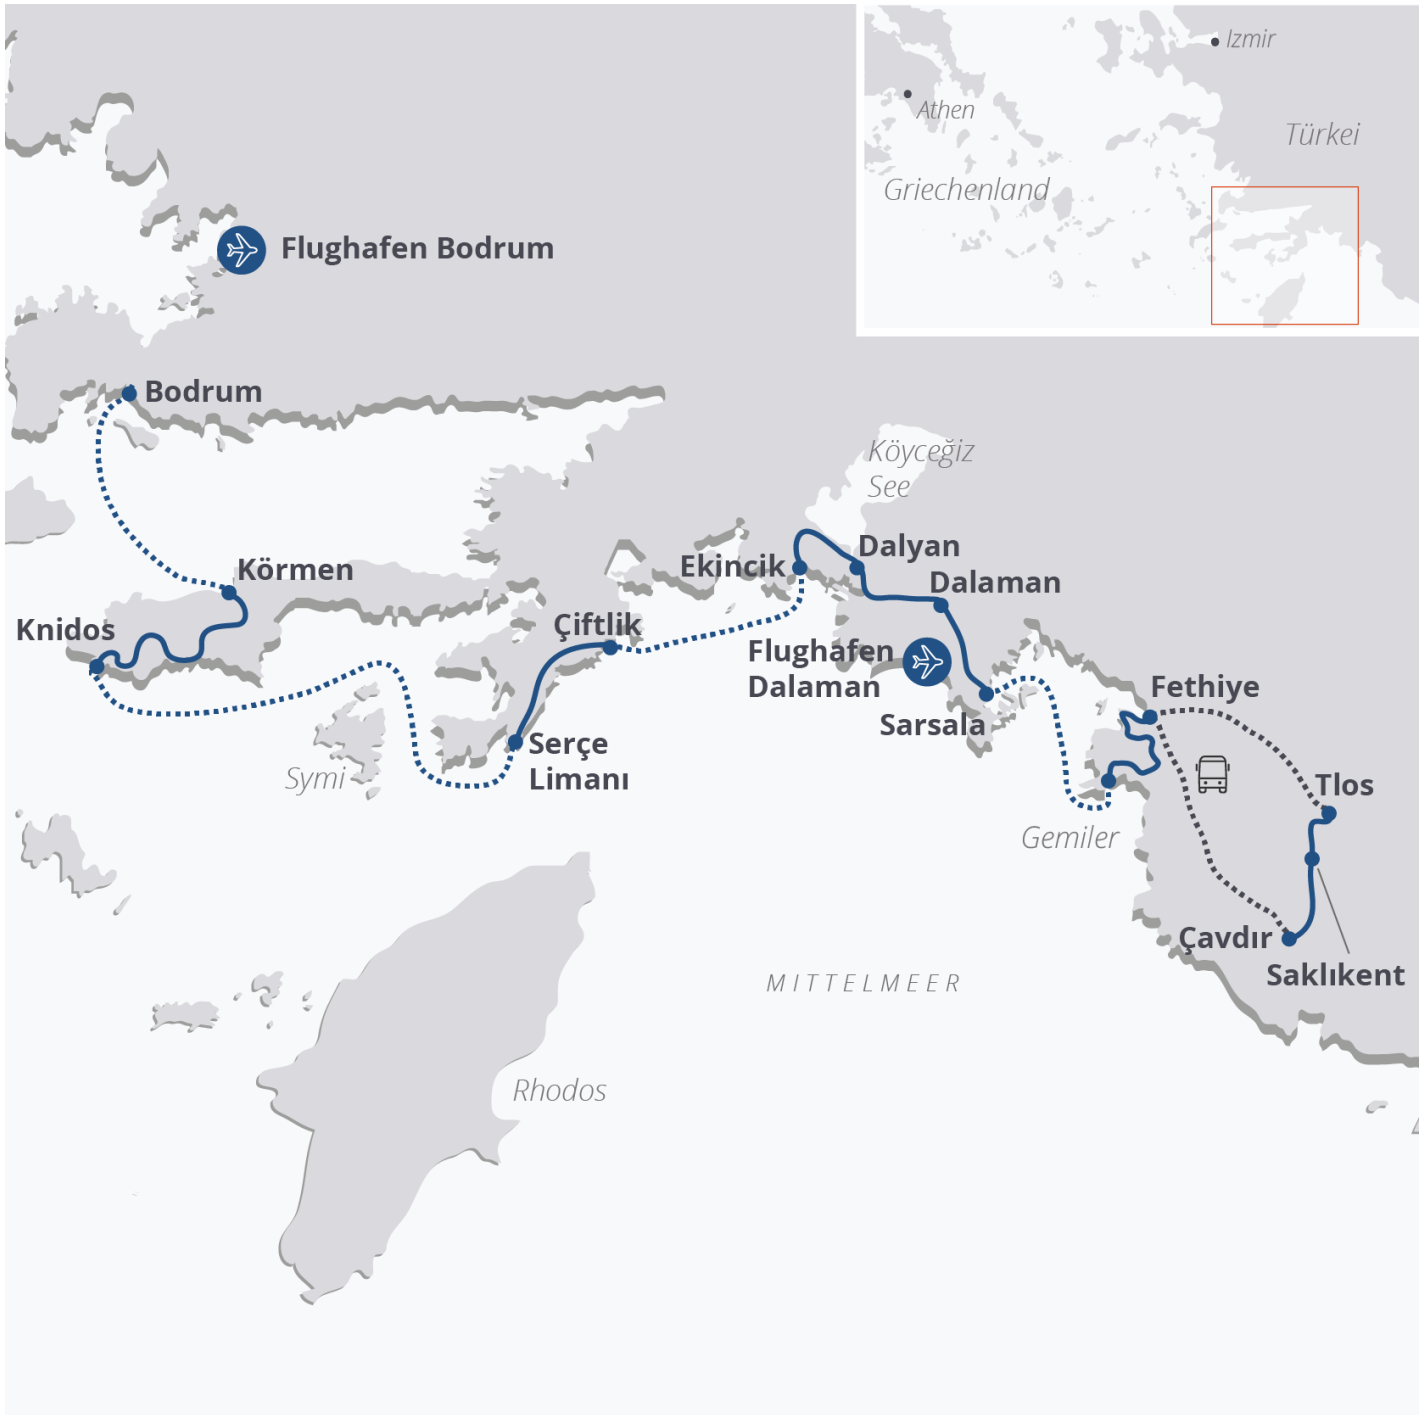 Izmir
Athen
Türkei
Griechenland
Flughafen Bodrum
Bodrum
Köyceğiz
See
Körmen
Ekincik
Dalyan
Dalaman
Knidos
Çiftlik
Flughafen
Dalaman
Fethiye
Sarsala
Serçe
Limanı
Symi
Tlos
Gemiler
Çavdır
Saklıkent
MITTELMEER
Rhodos